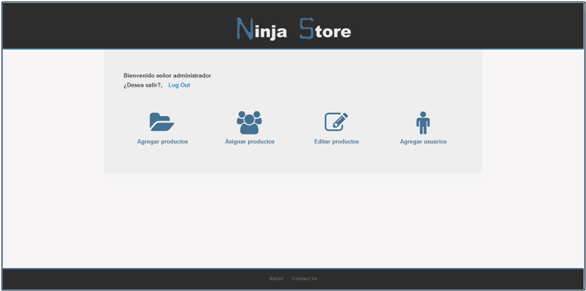 Ninja Store
Bienvenido señor administrador
¿Desea salir?, Log Out
Agregar productos Asignar productos Editar productos Agregar usuarios
About Contact Us